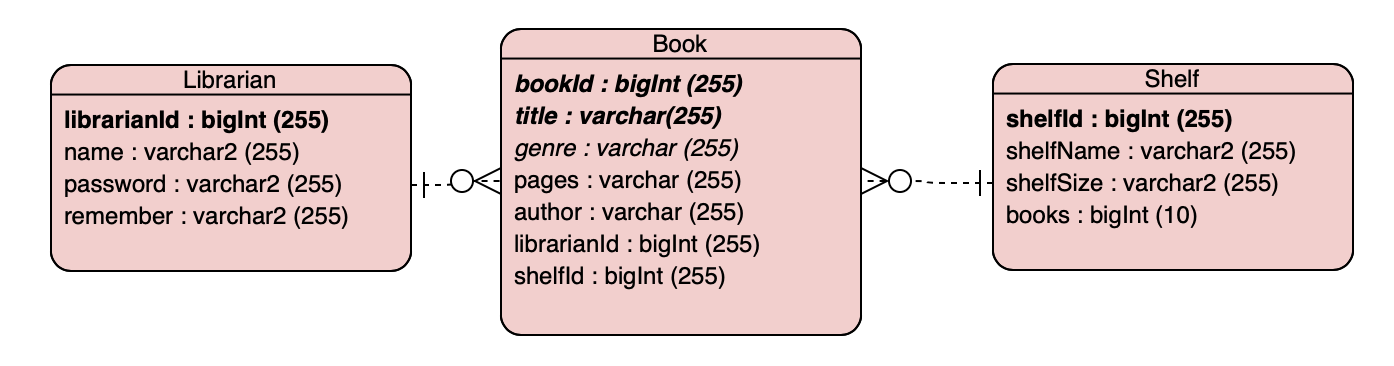 Librarian
librarianId : bigInt (255)
name : varchar2 (255)
password : varchar2 (255)
remember : varchar2 (255)
Book
bookId : bigInt (255)
title : varchar(255)
genre : varchar (255)
pages : varchar (255)
author : varchar (255)
librarianId : bigInt (255)
shelfId : bigInt (255)
Shelf
shelfId : bigInt (255)
shelfName : varchar2 (255)
shelfSize : varchar2 (255)
books : bigInt (10)